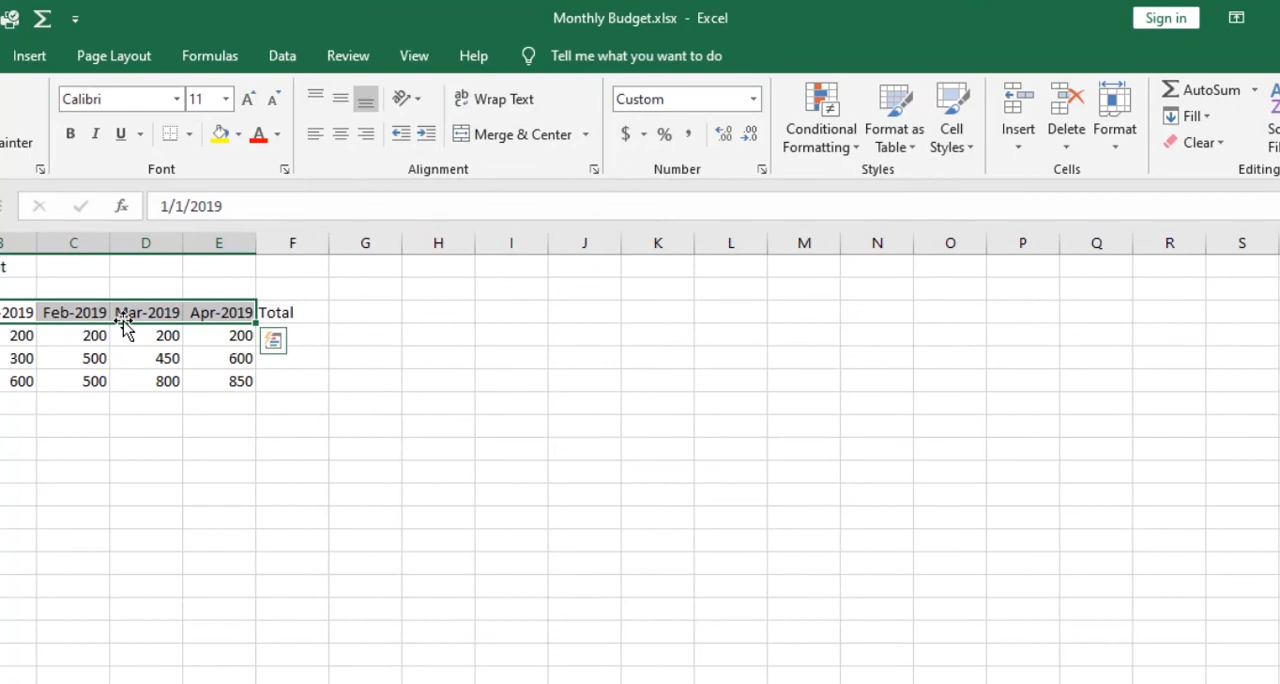 Monthly Budget.xlsx - Excel
Sign in
Insert Page Layout Formulas Data Review View Help Tell me what you want to do
Calibri 11 A A Wrap Text Custom Conditional Formatting Format as Table Cell Styles Insert Delete Format AutoSum
B I U A Merge & Center $ % , Fill
ainter Clear
Font Alignment Number Styles Cells Editing
fx 1/1/2019
B C D E F G H I J K L M N O P Q R S
t
-2019 Feb-2019 Mar-2019 Apr-2019 Total
200 200 200 200
300 500 450 600
600 500 800 850